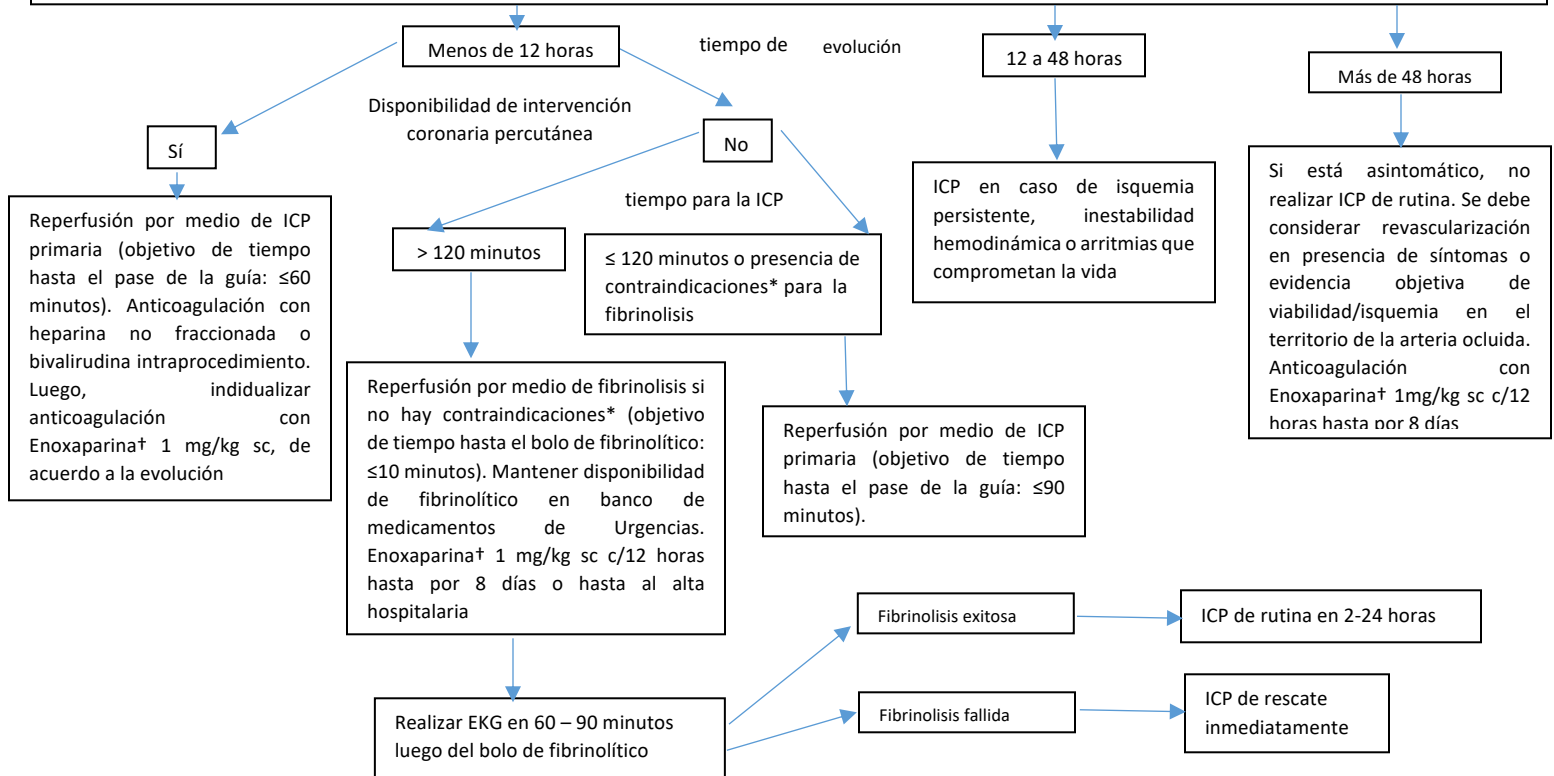 Menos de 12 horas
tiempo de evolución
12 a 48 horas
Más de 48 horas
Disponibilidad de intervención
coronaria percutánea
Sí
No
Reperfusión por medio de ICP
primaria (objetivo de tiempo
hasta el pase de la guía: ≤60
minutos). Anticoagulación con
heparina no fraccionada o
bivalirudina intraprocedimiento.
Luego, indidualizar
anticoagulación con
Enoxaparina† 1 mg/kg sc, de
acuerdo a la evolución
tiempo para la ICP
> 120 minutos
≤ 120 minutos o presencia de
contraindicaciones* para la
fibrinolisis
ICP en caso de isquemia
persistente, inestabilidad
hemodinámica o arritmias que
comprometan la vida
Si está asintomático, no
realizar ICP de rutina. Se debe
considerar revascularización
en presencia de síntomas o
evidencia objetiva de
viabilidad/isquemia en el
territorio de la arteria ocluida.
Anticoagulación con
Enoxaparina† 1mg/kg sc c/12
horas hasta por 8 días
Reperfusión por medio de fibrinolisis si
no hay contraindicaciones* (objetivo
de tiempo hasta el bolo de fibrinolítico:
≤10 minutos). Mantener disponibilidad
de fibrinolítico en banco de
medicamentos de Urgencias.
Enoxaparina† 1 mg/kg sc c/12 horas
hasta por 8 días o hasta al alta
hospitalaria
Reperfusión por medio de ICP
primaria (objetivo de tiempo
hasta el pase de la guía: ≤90
minutos).
Realizar EKG en 60 – 90 minutos
luego del bolo de fibrinolítico
Fibrinolisis exitosa
ICP de rutina en 2-24 horas
Fibrinolisis fallida
ICP de rescate
inmediatamente